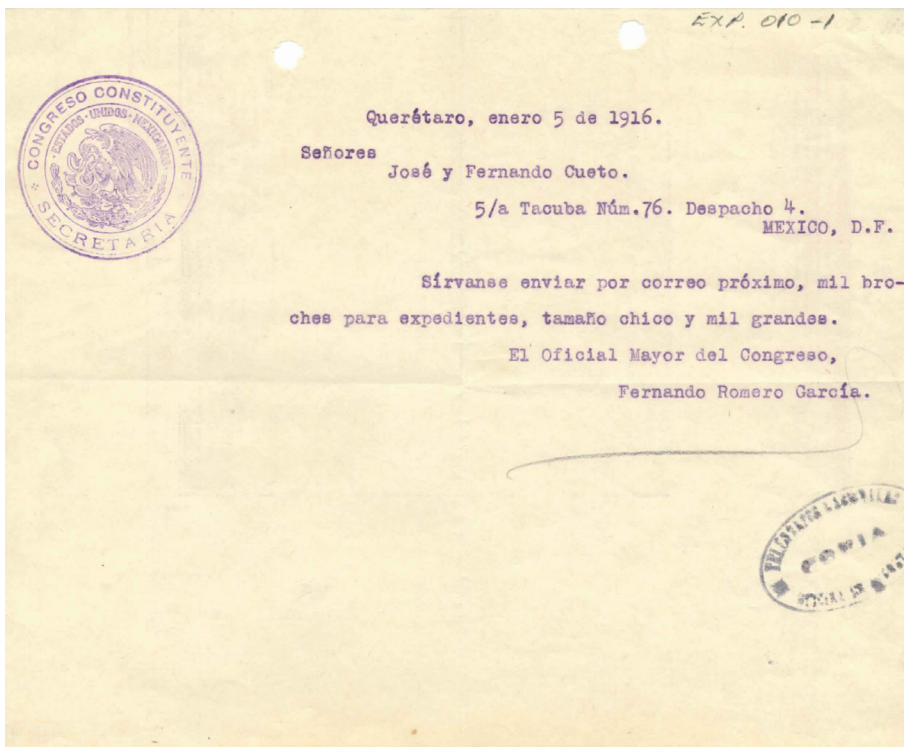 EXP. 010-1
CONGRESO CONSTITUYENTE
ESTADOS-UNIDOS-MEXICANOS
SECRETARIA
Querétaro, enero 5 de 1916.
Señores
José y Fernando Cueto.
5/a Tacuba Núm.76. Despacho 4.
MEXICO, D.F.
Sírvanse enviar por correo próximo, mil bro-
ches para expedientes, tamaño chico y mil grandes.
El Oficial Mayor del Congreso,
Fernando Romero García.
TELEGRAFOS NACIONALES
COPIA